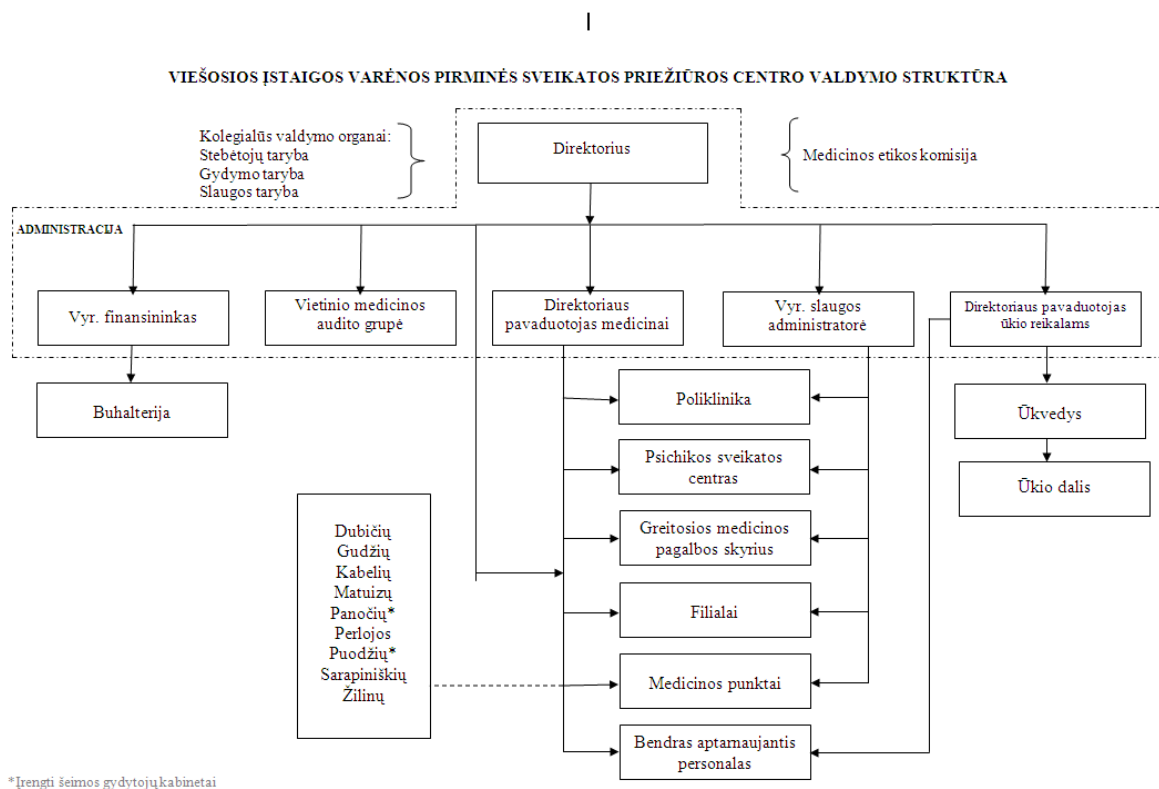 VIEŠOSIOS ĮSTAIGOS VARĖNOS PIRMINĖS SVEIKATOS PRIEŽIŪROS CENTRO VALDYMO STRUKTŪRA
Kolegialūs valdymo organai:
Stebėtojų taryba
Gydymo taryba
Slaugos taryba
Direktorius
Medicinos etikos komisija
ADMINISTRACIJA
Vyr. finansininkas
Vietinio medicinos
audito grupė
Direktoriaus
pavaduotojas medicinai
Vyr. slaugos
administratorė
Direktoriaus pavaduotojas
ūkio reikalams
Buhalterija
Poliklinika
Ūkvedys
Psichikos sveikatos
centras
Ūkio dalis
Greitosios medicinos
pagalbos skyrius
Dubičių
Gudžių
Kabelių
Matuizų
Panočių*
Perlojos
Puodžių*
Sarapiniškių
Žilinų
Filialai
Medicinos punktai
Bendras aptarnaujantis
personalas
*Įrengti šeimos gydytojų kabinetai